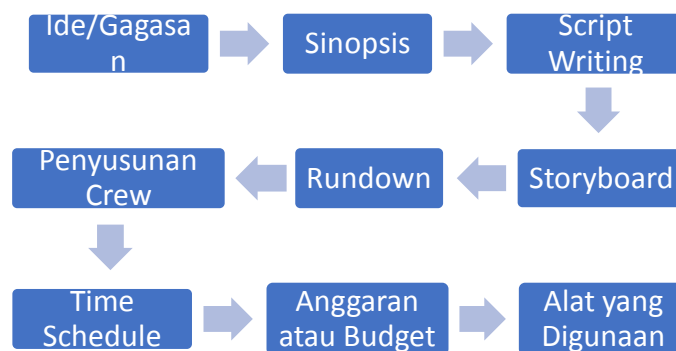 Ide/Gagasa
n
Sinopsis
Script
Writing
Storyboard
Rundown
Penyusunan
Crew
Time
Schedule
Anggaran
atau Budget
Alat yang
Digunaan